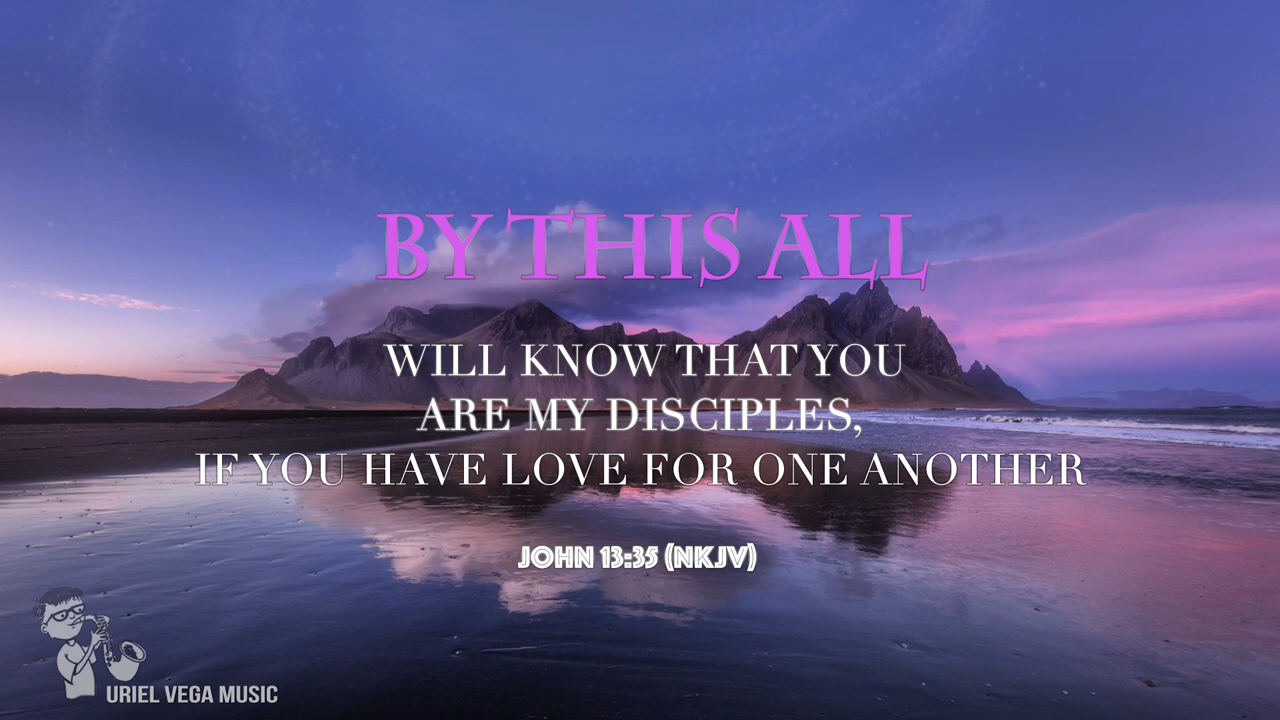 BY THIS ALL
WILL KNOW THAT YOU
ARE MY DISCIPLES,
IF YOU HAVE LOVE FOR ONE ANOTHER
JOHN 13:35 (NKJV)
URIEL VEGA MUSIC